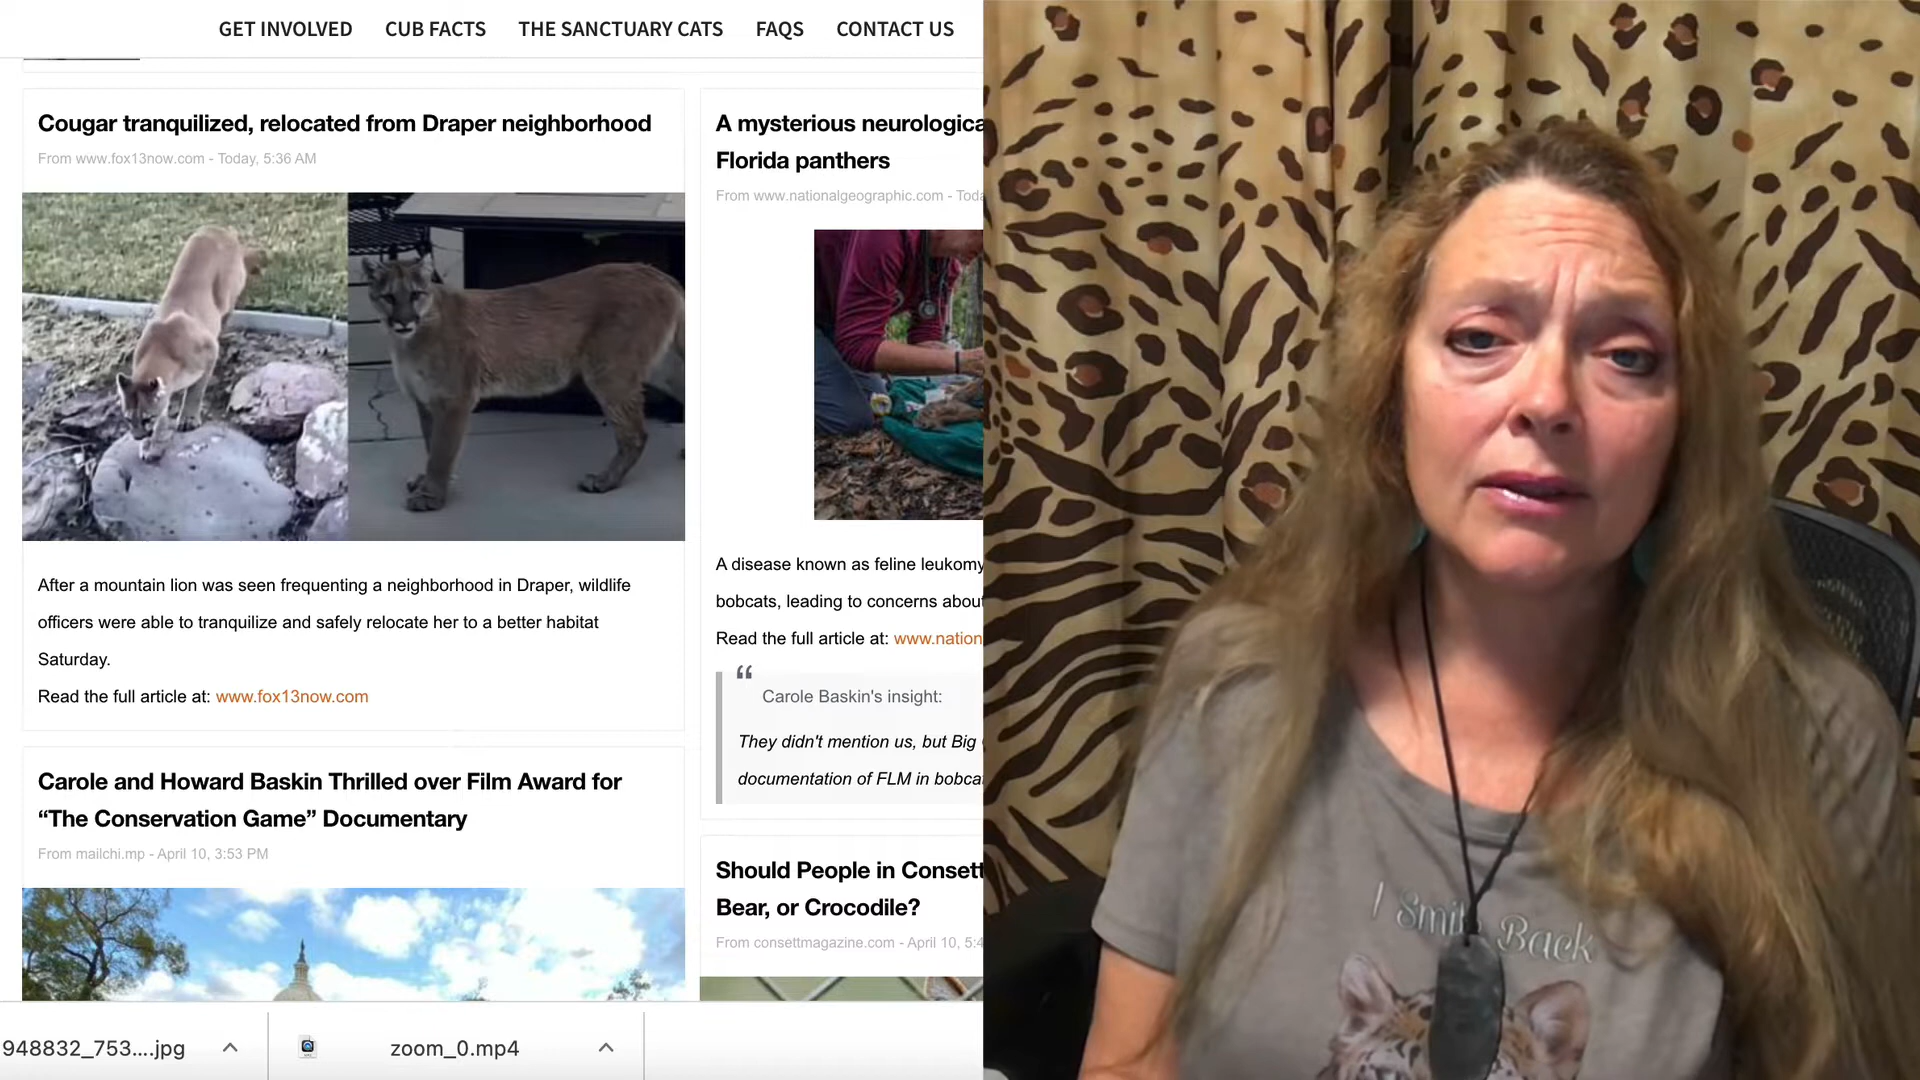 GET INVOLVED CUB FACTS THE SANCTUARY CATS FAQS CONTACT US
Cougar tranquilized, relocated from Draper neighborhood
From www.fox13now.com - Today, 5:36 AM
After a mountain lion was seen frequenting a neighborhood in Draper, wildlife
officers were able to tranquilize and safely relocate her to a better habitat
Saturday.
Read the full article at: www.fox13now.com
Carole and Howard Baskin Thrilled over Film Award for
“The Conservation Game” Documentary
From mailchi.mp - April 10, 3:53 PM
A mysterious neurologica
Florida panthers
From www.nationalgeographic.com - Toda
A disease known as feline leukomy
bobcats, leading to concerns about
Read the full article at: www.nation
“
Carole Baskin's insight:
They didn't mention us, but Big
documentation of FLM in bobca
Should People in Consett
Bear, or Crocodile?
From consettmagazine.com - April 10, 5:4
948832_753....jpg
zoom_0.mp4
I Smile Back